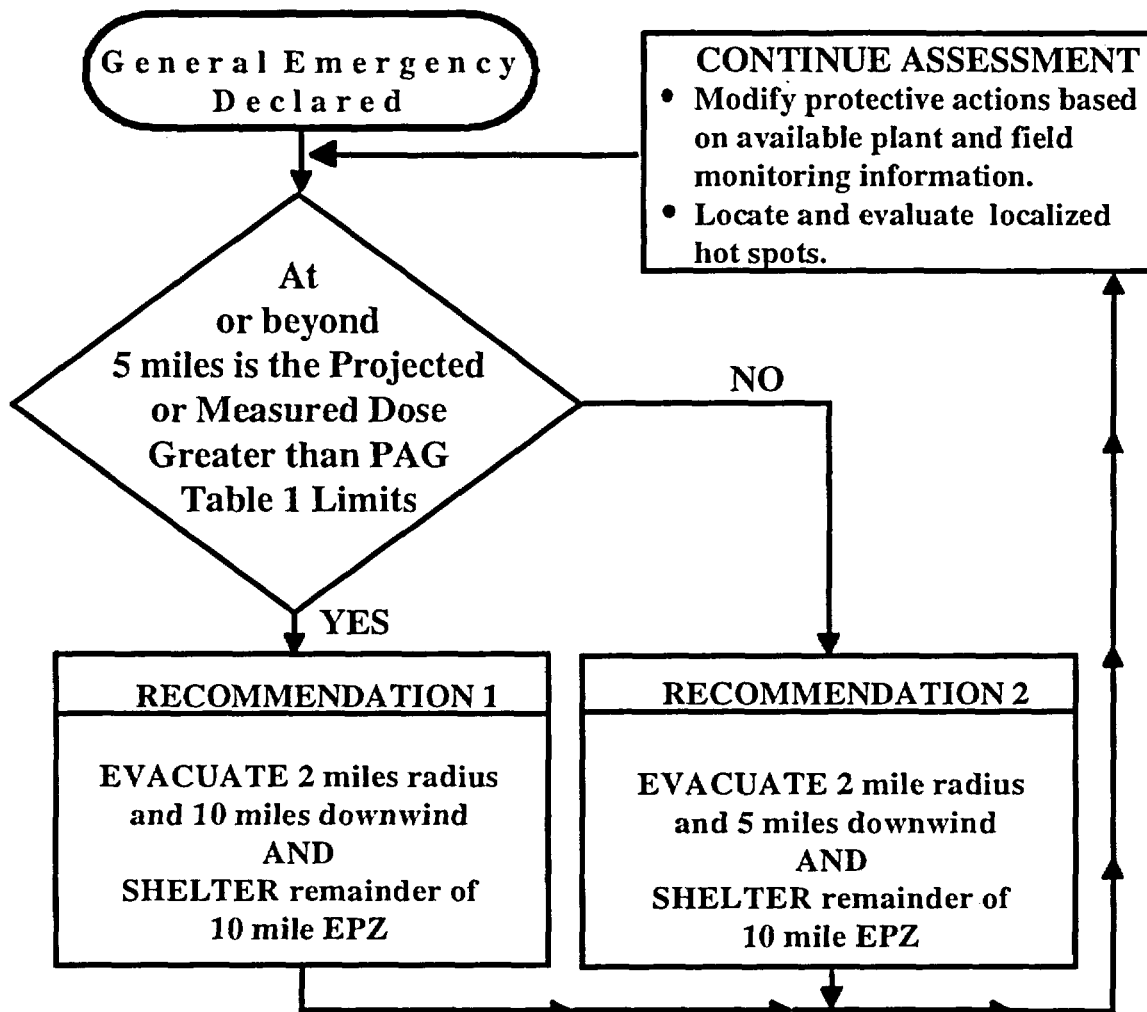 General Emergency
Declared
CONTINUE ASSESSMENT
• Modify protective actions based
on available plant and field
monitoring information.
• Locate and evaluate localized
hot spots.
At
or beyond
5 miles is the Projected
or Measured Dose
Greater than PAG
Table 1 Limits
NO
YES
RECOMMENDATION 1
EVACUATE 2 miles radius
and 10 miles downwind
AND
SHELTER remainder of
10 mile EPZ
RECOMMENDATION 2
EVACUATE 2 mile radius
and 5 miles downwind
AND
SHELTER remainder of
10 mile EPZ